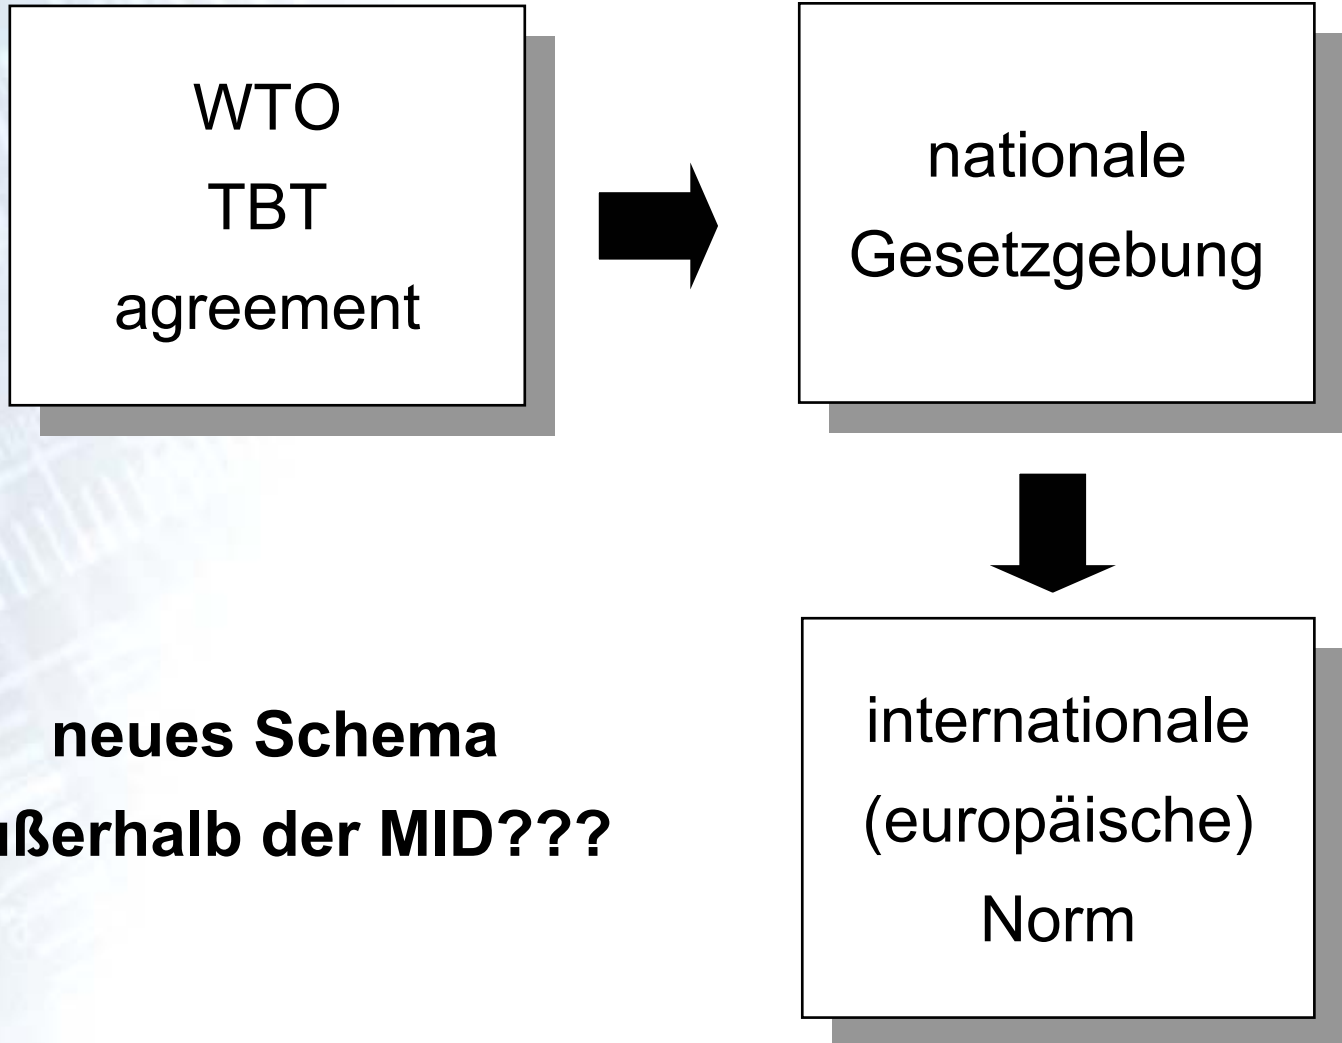 WTO
TBT
agreement
nationale
Gesetzgebung
neues Schema
ußerhalb der MID???
internationale
(europäische)
Norm